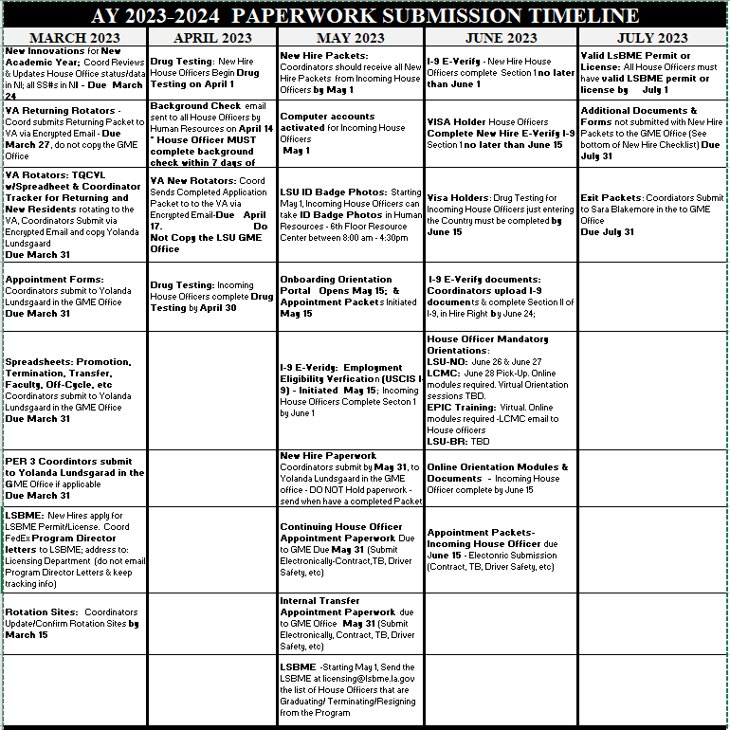 AY 2023-2024 PAPERWORK SUBMISSION TIMELINE
MARCH 2023
New Innovations for New
Academic Year; Coord Reviews
& Updates House Office status/data
in NI; all SS#s in NI - Due March
24
VA Returning Rotators -
Coord submits Returning Packet to
VA via Encrypted Email - Due
March 27, do not copy the GME
Office
VA Rotators: TQCVL
w/Spreadheet & Coordinator
Tracker for Returning and
New Residents rotating to the
VA, Coordinators Submit via
Encrypted Email and copy Yolanda
Lundsgaard
Due March 31
Appointment Forms:
Coordinators submit to Yolanda
Lundsgaard in the GME Office
Due March 31
Spreadsheets: Promotion,
Termination, Transfer,
Faculty, Off-Cycle, etc
Coordinators submit to Yolanda
Lundsgaard in the GME Office
Due March 31
PER 3 Coordintors submit
to Yolanda Lundsgarad in the
GME Office if applicable
Due March 31
LSBME: New Hires apply for
LSBME Permit/License. Coord
FedEx Program Director
letters to LSBME; address to:
Licensing Department (do not email
Program Director Letters & keep
tracking info)
Rotation Sites: Coordinators
Update/Confirm Rotation Sites by
March 15
APRIL 2023
Drug Testing: New Hire
House Officers Begin Drug
Testing on April 1
Background Check email
sent to all House Officers by
Human Resources on April 14
* House Officer MUST
complete background
check within 7 days of
VA New Rotators: Coord
Sends Completed Application
Packet to to the VA via
Encrypted Email-Due April
17. Do
Not Copy the LSU GME
Office
Drug Testing: Incoming
House Officers complete Drug
Testing by April 30
MAY 2023
New Hire Packets:
Coordinators should receive all New
Hire Packets from Incoming House
Officers by May 1
Computer accounts
activated for Incoming House
Officers
May 1
LSU ID Badge Photos: Starting
May 1, Incoming House Officers can
take ID Badge Photos in Human
Resources - 6th Floor Resource
Center between 8:00 am - 4:30pm
Onboarding Orientation
Portal Opens May 15; &
Appointment Packets Initiated
May 15
I-9 E-Veridy: Employment
Eligibility Verfication (USCIS I-
9) - Initiated May 15; Incoming
House Officers Complete Secton 1
by June 1
New Hire Paperwork
Coordinators submit by May 31, to
Yolanda Lundsgaard in the GME
office - DO NOT Hold paperwork -
send when have a completed Packet
Continuing House Officer
Appointment Paperwork Due
to GME Due May 31 (Submit
Electronically-Contract,TB, Driver
Safety, etc)
Internal Transfer
Appointment Paperwork due
to GME Office May 31 (Submit
Electronically, Contract, TB, Driver
Safety, etc)
LSBME -Starting May 1, Send the
LSBME at licensing@lsbme.la.gov
the list of House Officers that are
Graduating/ Terminating/Resigning
from the Program
JUNE 2023
I-9 E-Verify - New Hire House
Officers complete Section 1 no later
than June 1
VISA Holder House Officers
Complete New Hire E-Verify I-9
Section 1 no later than June 15
Visa Holders: Drug Testing for
Incoming House Officers just entering
the Country must be completed by
June 15
I-9 E-Verify documents:
Coordinators upload I-9
documents & complete Section II of
I-9, in Hire Right by June 24;
House Officer Mandatory
Orientations:
LSU-NO: June 26 & June 27
LCMC: June 28 Pick-Up. Online
modules required. Virtual Orientation
sessions TBD.
EPIC Training: Virtual. Online
modules required -LCMC email to
House officers
LSU-BR: TBD
Online Orientation Modules &
Documents - Incoming House
Officer complete by June 15
Appointment Packets-
Incoming House Officer due
June 15 - Electonric Submission
(Contract, TB, Driver Safety, etc)
JULY 2023
Valid LsBME Permit or
License: All House Officers must
have valid LSBME permit or
license by July 1
Additional Documents &
Forms not submitted with New Hire
Packets to the GME Office (See
bottom of New Hire Checklist) Due
July 31
Exit Packets: Coordiators Submit
to Sara Blakemore in the to GME
Office
Due July 31